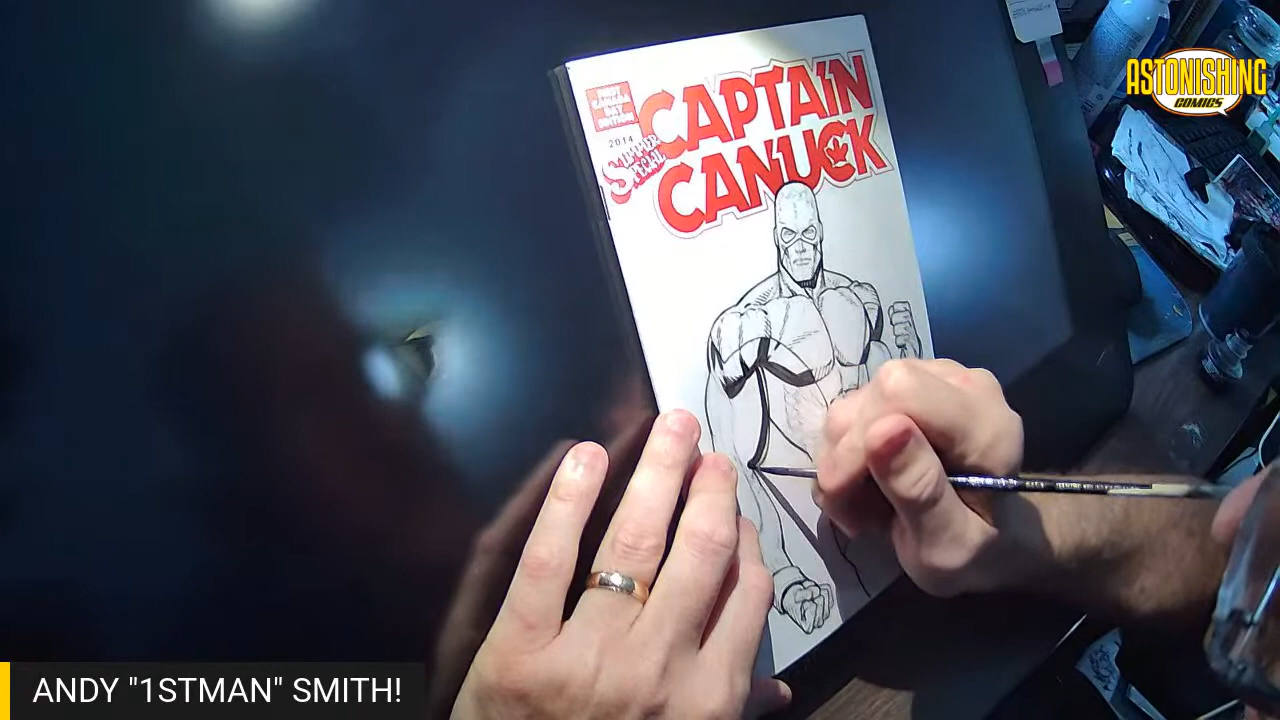 ASTONISHING
COMICS
CAPTAIN
CANUCK
2014
SUMMER
SPECIAL
ANDY "1STMAN" SMITH!